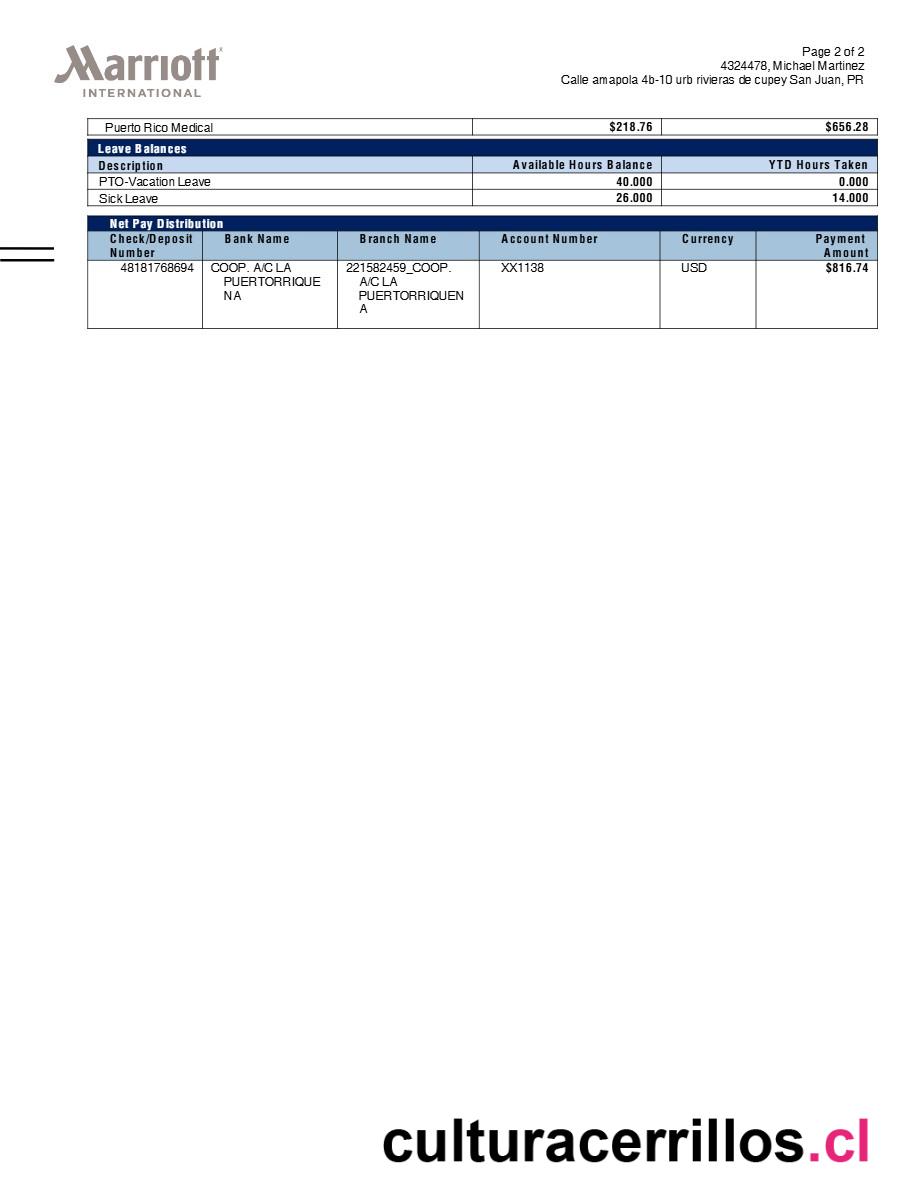 Marriott
INTERNATIONAL
Page 2 of 2
4324478, Michael Martinez
Calle amapola 4b-10 urb rivieras de cupey San Juan, PR
Puerto Rico Medical $218.76 $656.28
Leave Balances
Description Available Hours Balance YTD Hours Taken
PTO-Vacation Leave 40.000 0.000
Sick Leave 26.000 14.000
Net Pay Distribution
Check/Deposit Bank Name Branch Name Account Number Currency Payment
Number Amount
48181768694 COOP. A/C LA 221582459_COOP. XX1138 USD $816.74
PUERTORRIQUE A/C LA
NA PUERTORRIQUEN
A
culturacerrillos.cl